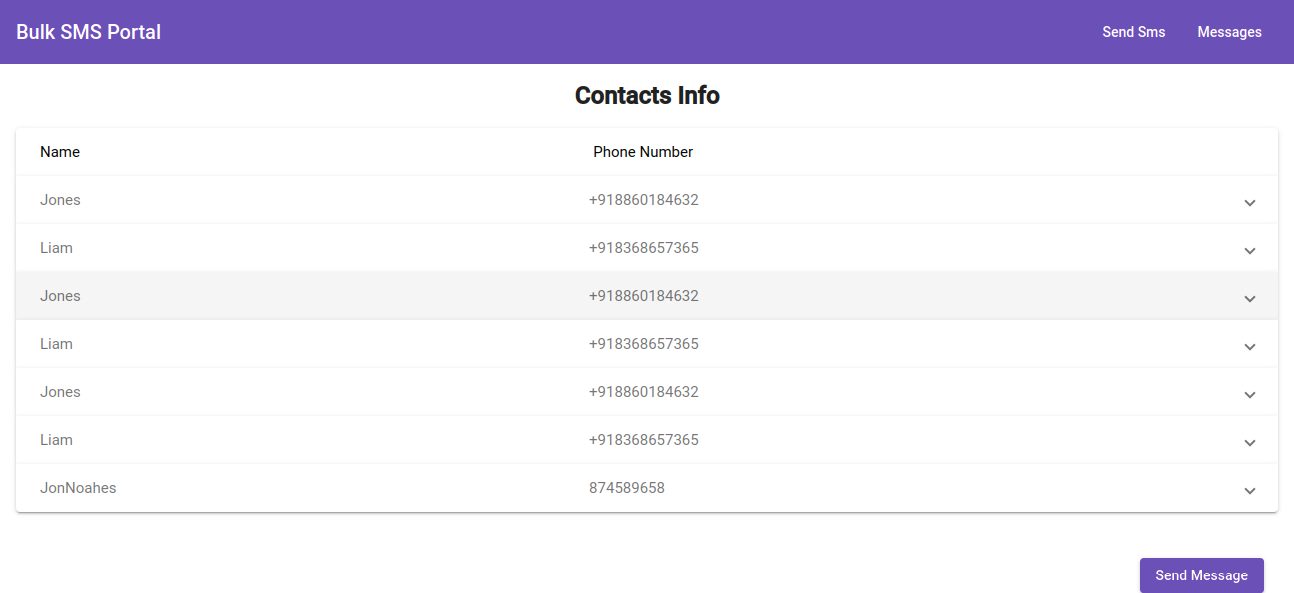 Bulk SMS Portal Send Sms Messages
Contacts Info
Name Phone Number
Jones +918860184632
Liam +918368657365
Jones +918860184632
Liam +918368657365
Jones +918860184632
Liam +918368657365
JonNoahes 874589658
Send Message